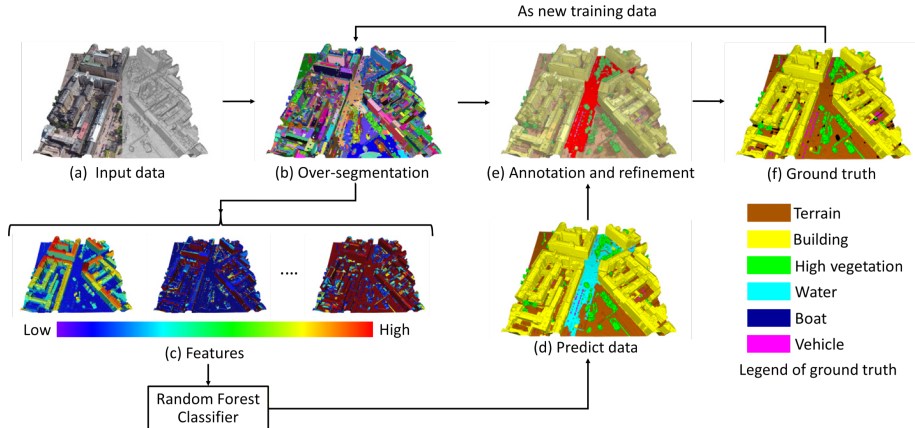 As new training data
(a) Input data
(b) Over-segmentation
(e) Annotation and refinement
(f) Ground truth
Terrain
Building
High vegetation
Water
Boat
Vehicle
Legend of ground truth
....
Low
High
(c) Features
(d) Predict data
Random Forest
Classifier